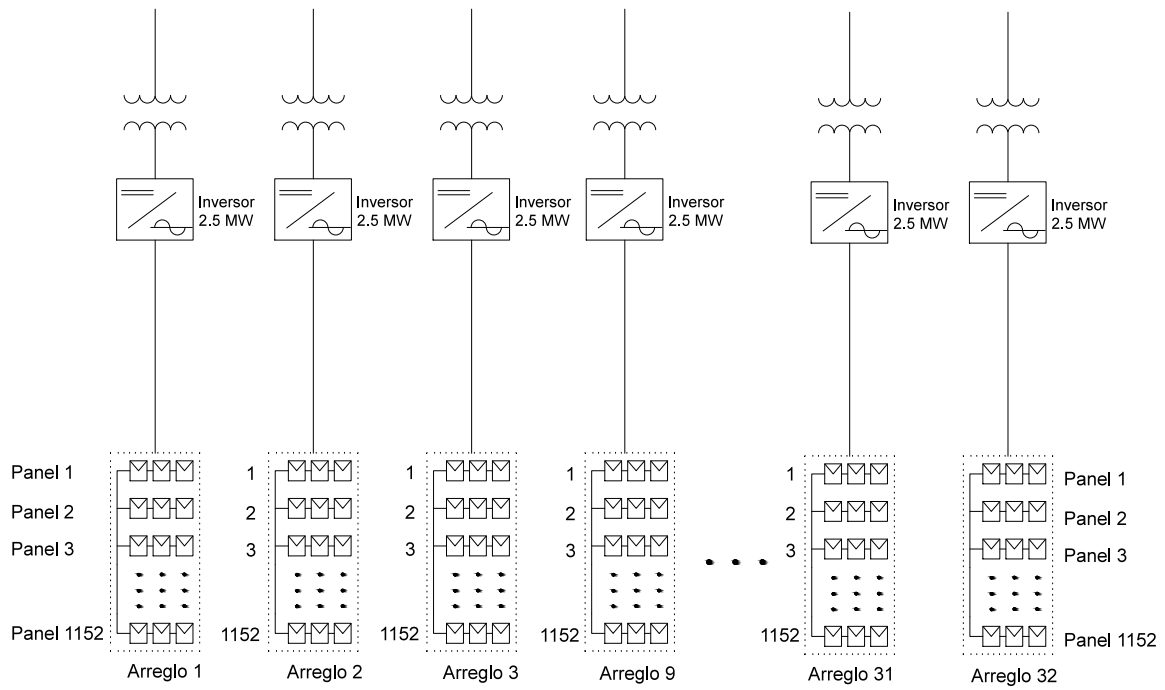 Inversor
2.5 MW
Inversor
2.5 MW
Inversor
2.5 MW
Inversor
2.5 MW
Inversor
2.5 MW
Inversor
2.5 MW
Panel 1
Panel 2
Panel 3
Panel 1152
Arreglo 1
1
2
3
1152
Arreglo 2
1
2
3
1152
Arreglo 3
1
2
3
1152
Arreglo 9
1
2
3
1152
Arreglo 31
Panel 1
Panel 2
Panel 3
Panel 1152
Arreglo 32